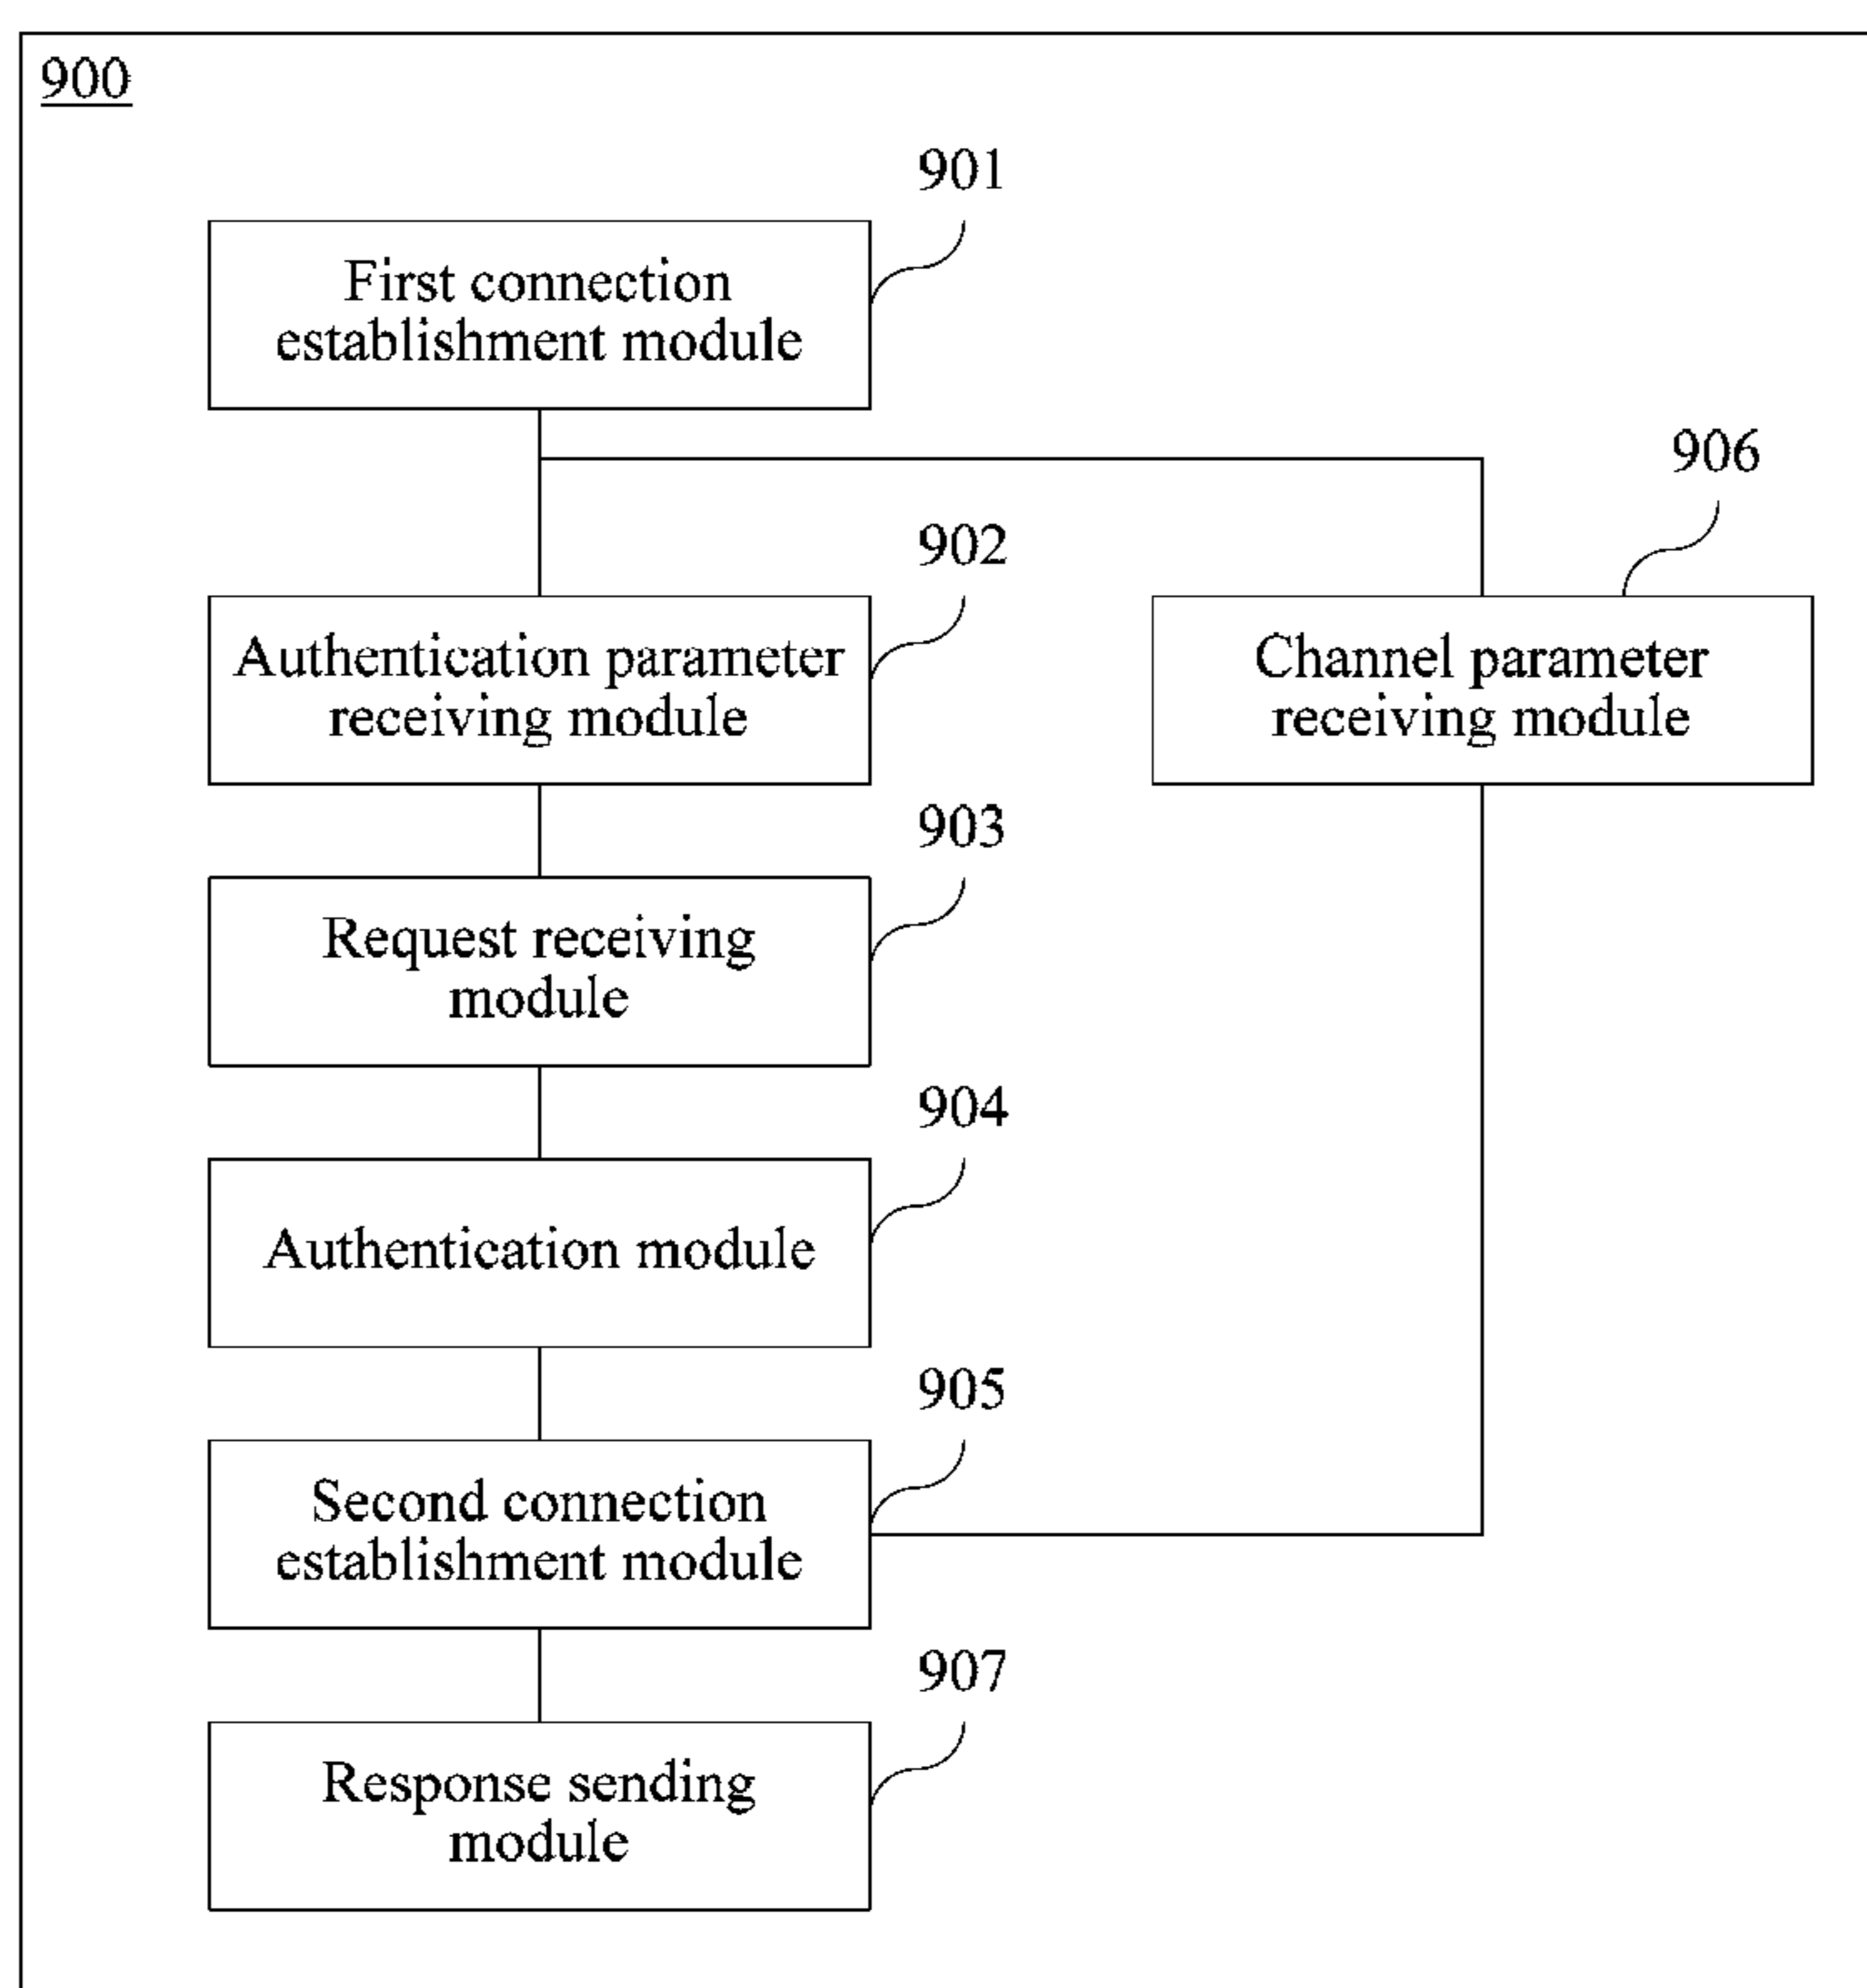 900
901
First connection
establishment module
906
902
Authentication parameter
receiving module
Channel parameter
receiving module
903
Request receiving
module
904
Authentication module
905
Second connection
establishment module
907
Response sending
module